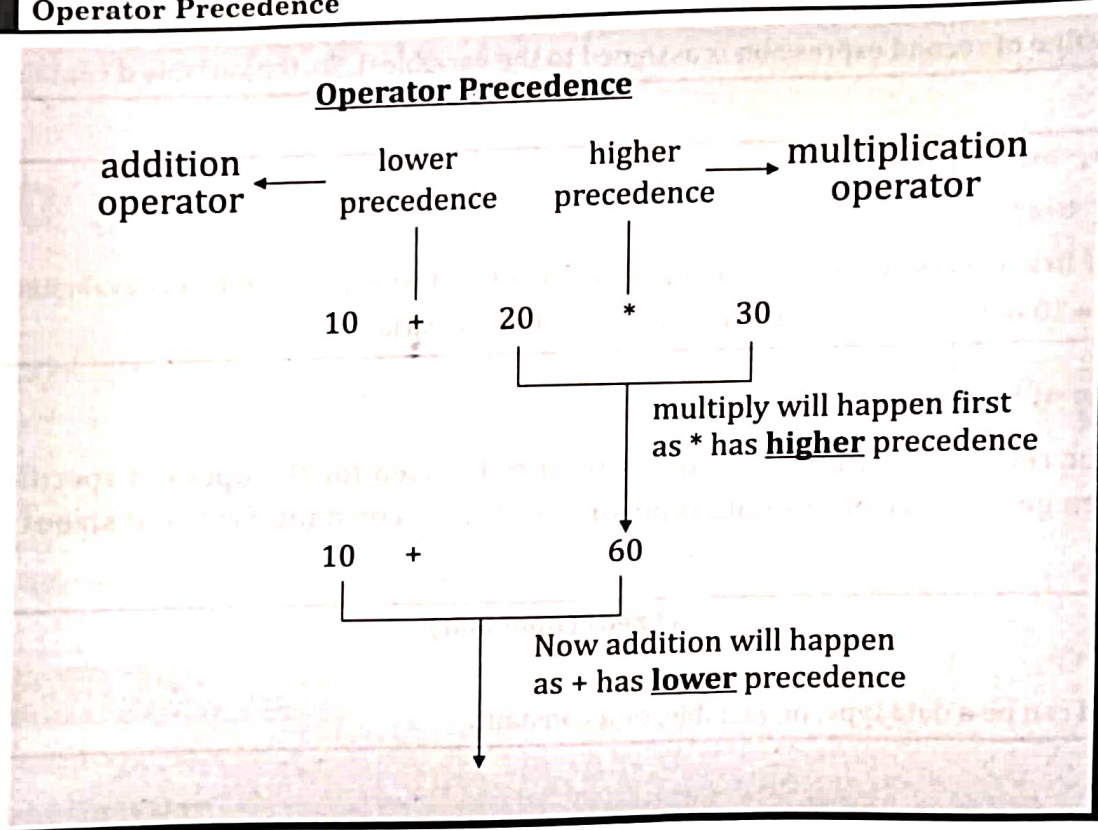 Operator Precedence
Operator Precedence
addition
operator
lower
precedence
higher
precedence
multiplication
operator
10 + 20 * 30
multiply will happen first
as * has higher precedence
10 + 60
Now addition will happen
as + has lower precedence